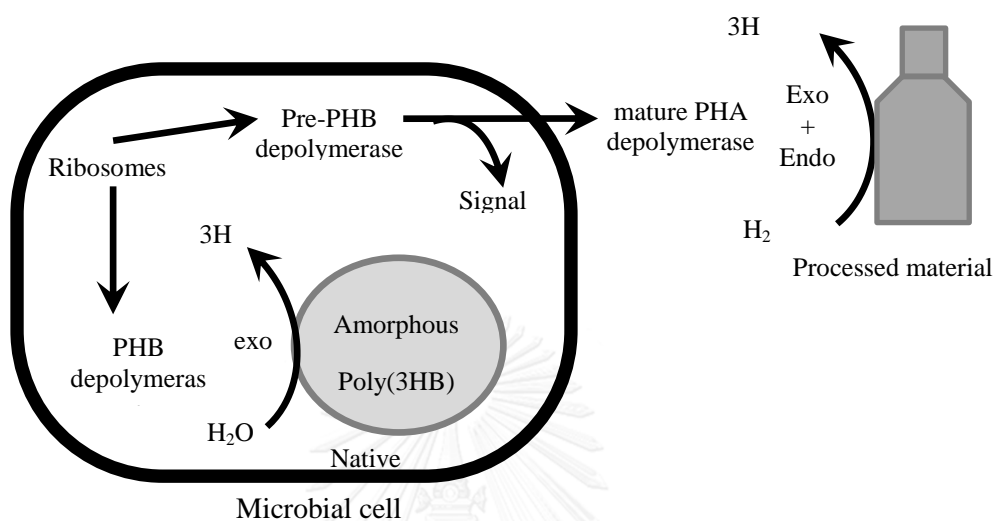 3H
Exo
+
Endo
H₂
Processed material
mature PHA
depolymerase
Pre-PHB
depolymerase
Signal
Ribosomes
PHB
depolymeras
3H
exo
H₂O
Amorphous
Poly(3HB)
Native
Microbial cell